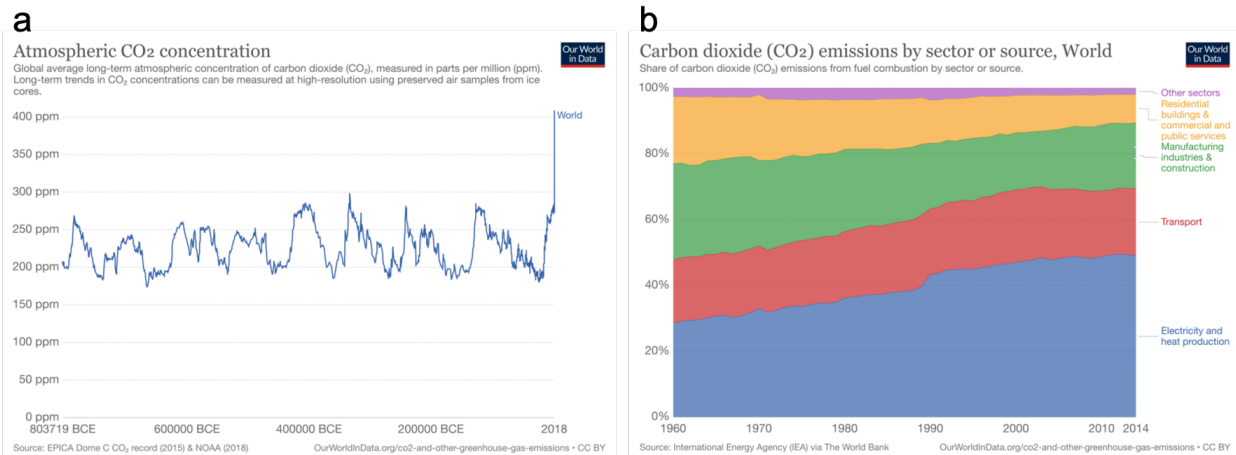 a
Atmospheric CO2 concentration
Our World
in Data
Global average long-term atmospheric concentration of carbon dioxide (CO₂), measured in parts per million (ppm).
Long-term trends in CO₂ concentrations can be measured at high-resolution using preserved air samples from ice
cores.
400 ppm
World
350 ppm
300 ppm
250 ppm
200 ppm
150 ppm
100 ppm
50 ppm
0 ppm
803719 BCE
600000 BCE
400000 BCE
200000 BCE
2018
Source: EPICA Dome C CO₂ record (2015) & NOAA (2018)
OurWorldInData.org/co2-and-other-greenhouse-gas-emissions • CC BY
b
Carbon dioxide (CO2) emissions by sector or source, World
Our World
in Data
Share of carbon dioxide (CO₂) emissions from fuel combustion by sector or source.
100%
80%
60%
40%
20%
0%
Other sectors
Residential
buildings &
commercial and
public services
Manufacturing
industries &
construction
Transport
Electricity and
heat production
1960
1970
1980
1990
2000
2010
2014
Source: International Energy Agency (IEA) via The World Bank
OurWorldInData.org/co2-and-other-greenhouse-gas-emissions • CC BY